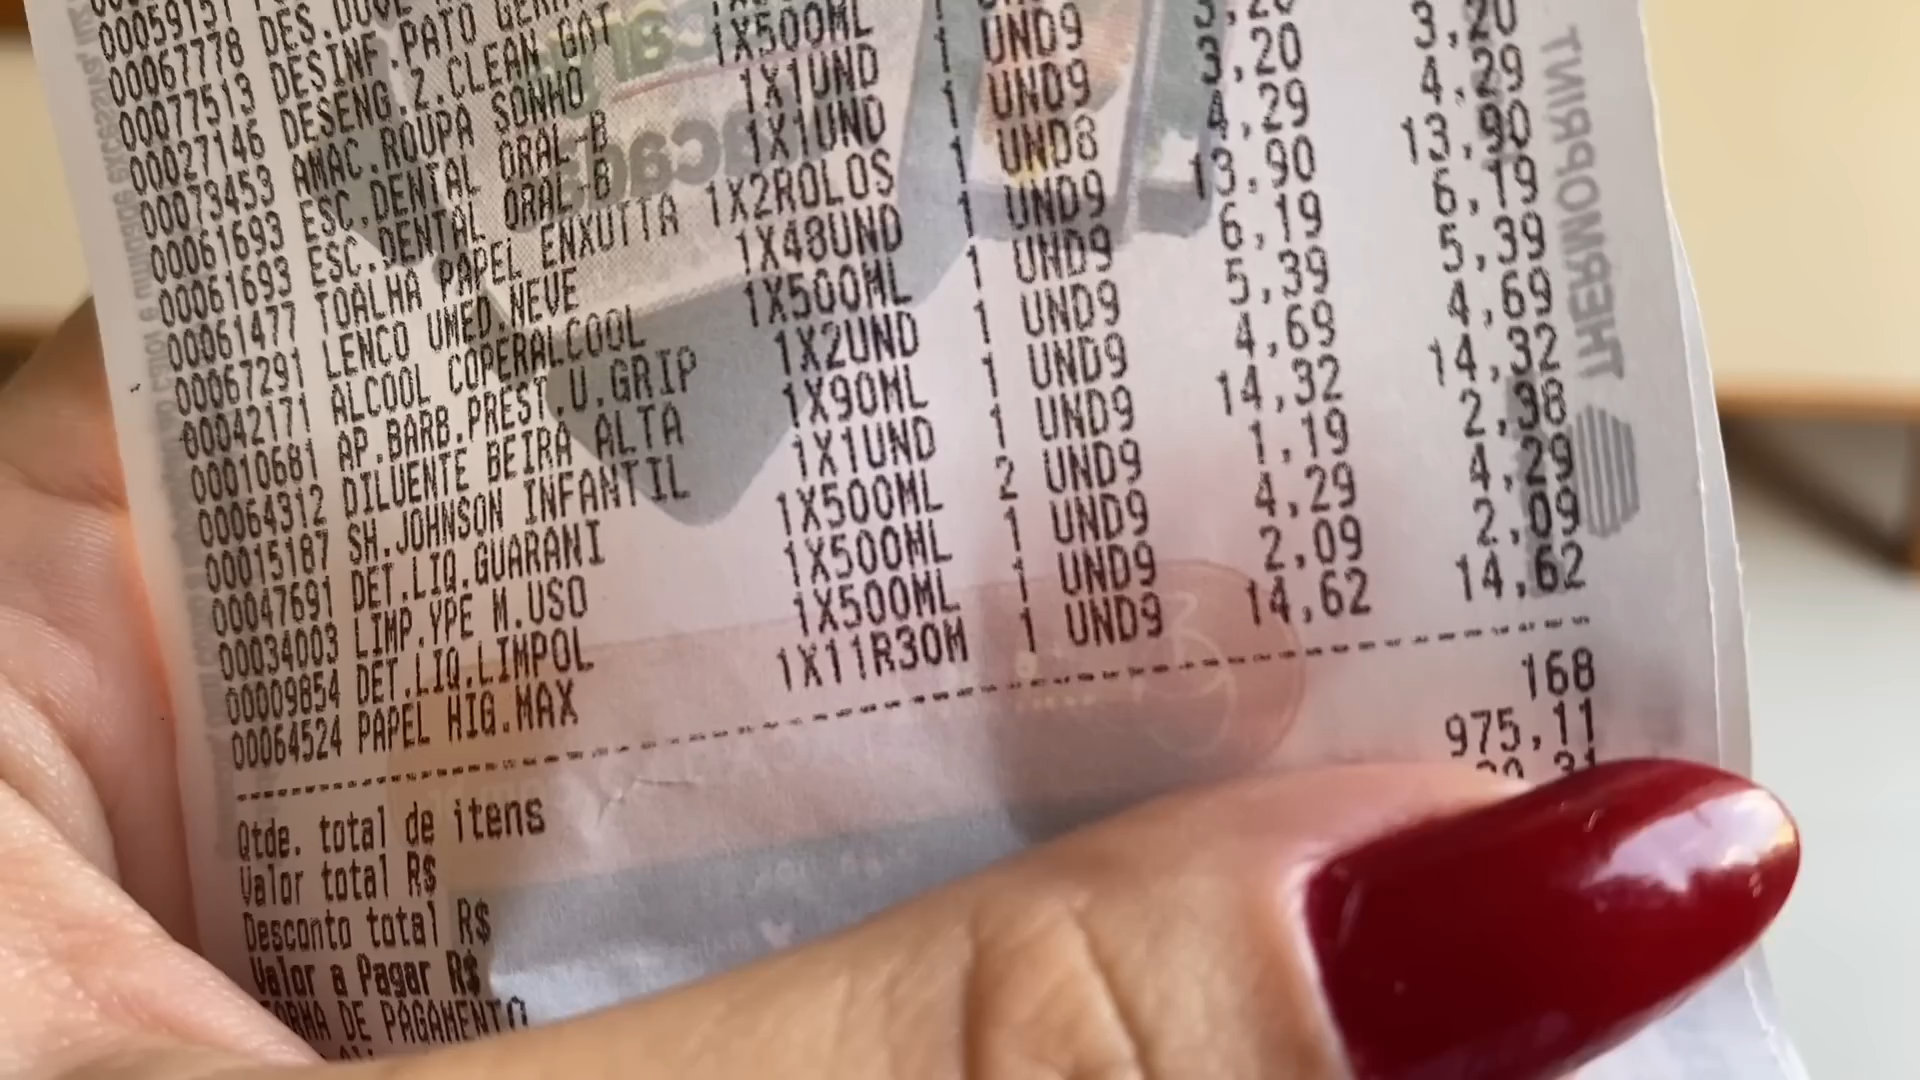 00059151
00067778 DES.DOVE
00077513 DESINF.PATO
00027146 DESENG.Z.CLEAN GAT
00073453 AMAC.ROUPA SONHO 1X500ML
00061693 ESC.DENTAL ORAL-B 1X1UND 1 UND9 3,20
00061693 ESC.DENTAL ORAL-B 1X1UND 1 UND9 3,20 3,20
00061477 TOALHA PAPEL ENXUTTA 1X2ROLOS 1 UND8 4,29 4,29
00067291 LENCO UMED.NEVE 1X48UND 1 UND9 13,90 13,90
00042171 ALCOOL COPERALCOOL 1X500ML 1 UND9 6,19 6,19
00010681 AP.BARB.PREST.U.GRIP 1X2UND 1 UND9 5,39 5,39
00064312 DILUENTE BEIRA ALTA 1X90ML 1 UND9 4,69 4,69
00015187 SH.JOHNSON INFANTIL 1X1UND 1 UND9 14,32 14,32
00047691 DET.LIQ.GUARANI 1X500ML 2 UND9 1,19 2,38
00034003 LIMP.YPE M.USO 1X500ML 1 UND9 4,29 4,29
00009854 DET.LIQ.LIMPOL 1X500ML 1 UND9 2,09 2,09
00064524 PAPEL HIG.MAX 1X11R30M 1 UND9 14,62 14,62
Qtde. total de itens 168
Valor total R$ 975,11
Desconto total R$
Valor a Pagar R$
FORMA DE PAGAMENTO
THERMOPRINT